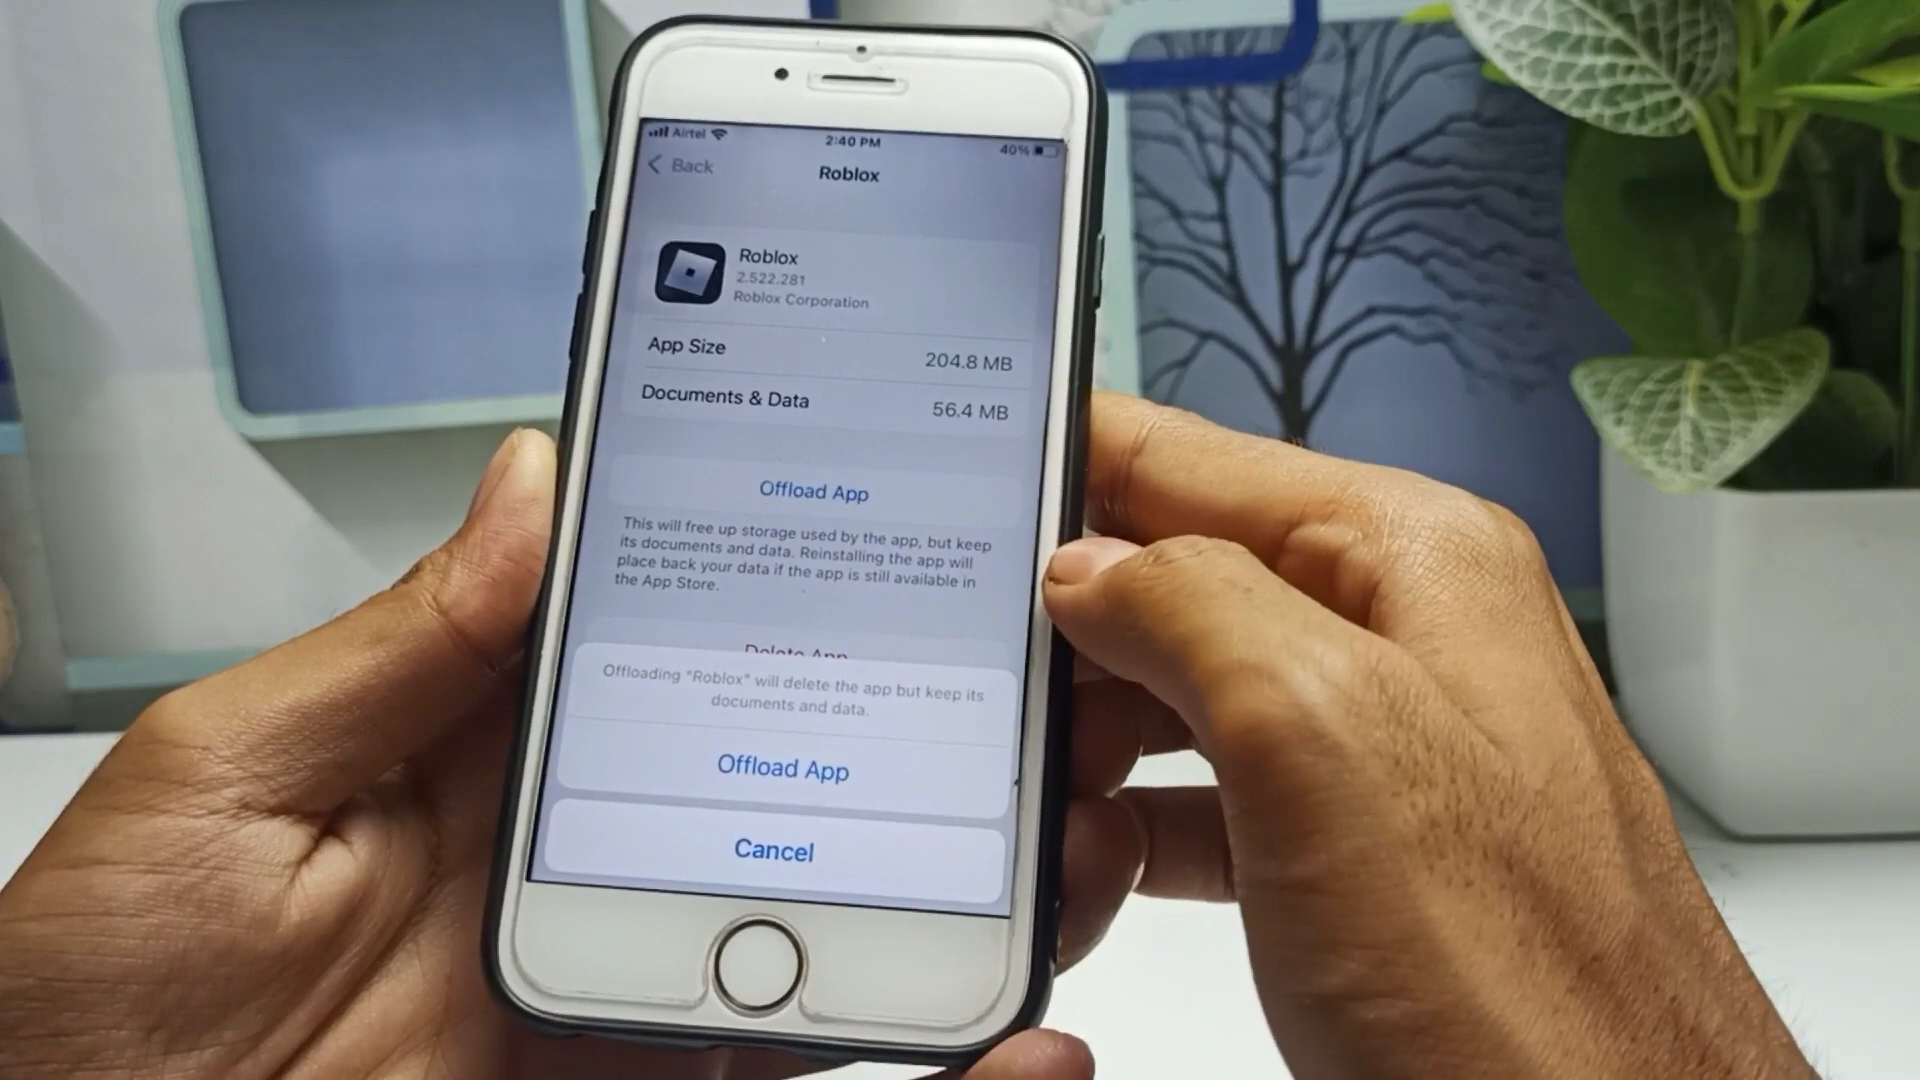 Airtel
2:40 PM
40%
Back
Roblox
Roblox
2.522.281
Roblox Corporation
App Size
204.8 MB
Documents & Data
56.4 MB
Offload App
This will free up storage used by the app, but keep
its documents and data. Reinstalling the app will
place back your data if the app is still available in
the App Store.
Delete App
Offloading "Roblox" will delete the app but keep its
documents and data.
Offload App
Cancel